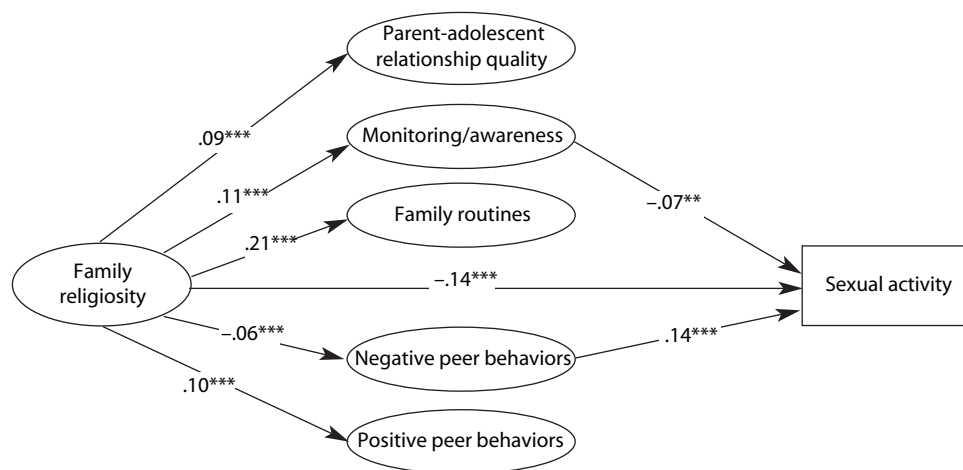 Parent-adolescent
relationship quality
.09***
Monitoring/awareness
.11***
–.07**
Family routines
.21***
Family
religiosity
–.14***
Sexual activity
–.06***
Negative peer behaviors
.14***
.10***
Positive peer behaviors